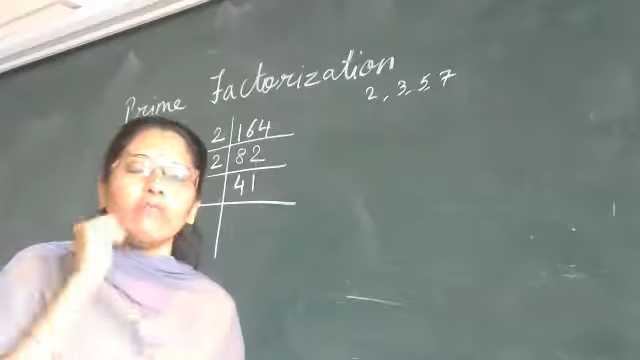 Prime Factorization
2, 3, 5, 7
2 | 164
2 | 82
41